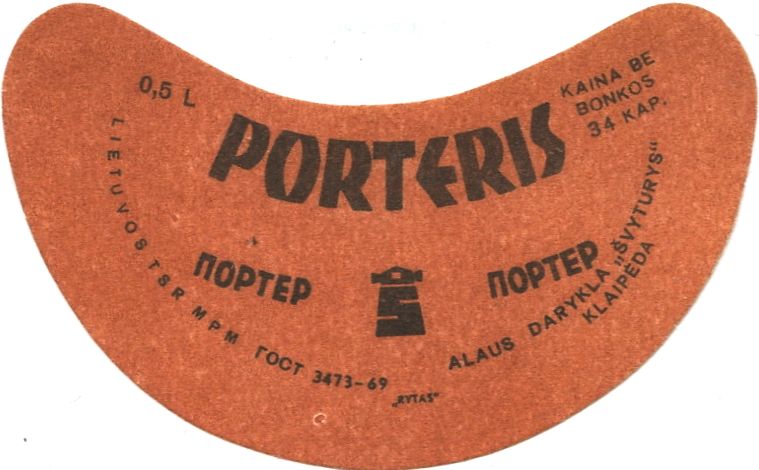 0,5 L
KAINA BE
BONKOS
34 KAP.
PORTERIS
ПОРТЕР
ПОРТЕР
LIETUVOS TSR MPM ГОСТ 3473-69
ALAUS DARYKLA „ŠVYTURYS“
KLAIPĖDA
„RYTAS“